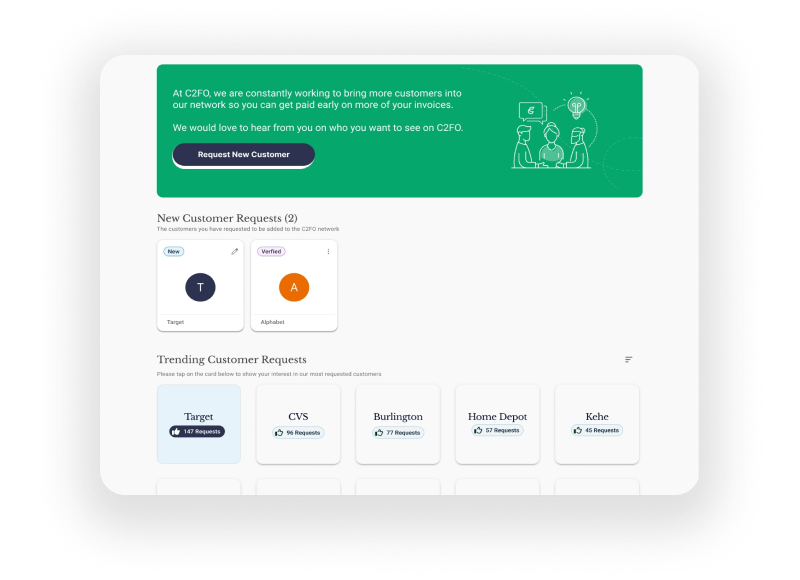 At C2FO, we are constantly working to bring more customers into
our network so you can get paid early on more of your invoices.
We would love to hear from you on who you want to see on C2FO.
Request New Customer
New Customer Requests (2)
The customers you have requested to be added to the C2FO network
New
Verfied
T
A
Target
Alphabet
Trending Customer Requests
Please tap on the card below to show your interest in our most requested customers
Target
147 Requests
CVS
96 Requests
Burlington
77 Requests
Home Depot
57 Requests
Kehe
45 Requests